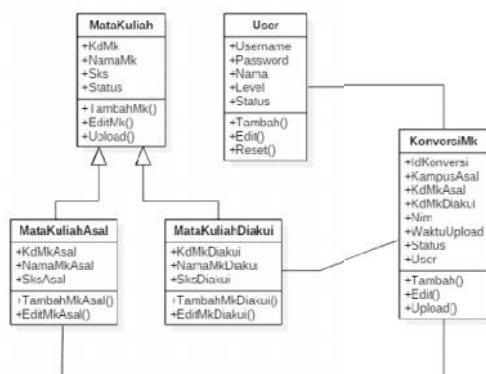 MataKuliah
+KdMk
+NamaMk
+Sks
+Status
+TambahMk()
+EditMk()
+Upload()
User
+Username
+Password
+Nama
+Level
+Status
+Tambah()
+Edit()
+Reset()
KonversiMk
+IdKonversi
+KampusAsal
+KdMkAsal
+KdMkDiakui
+Nim
+WaktuUpload
+Status
+User
+Tambah()
+Edit()
+Upload()
MataKuliahAsal
+KdMkAsal
+NamaMkAsal
+SksAsal
+TambahMkAsal()
+EditMkAsal()
MataKuliahDiakui
+KdMkDiakui
+NamaMkDiakui
+SksDiakui
+TambahMkDiakui()
+EditMkDiakui()